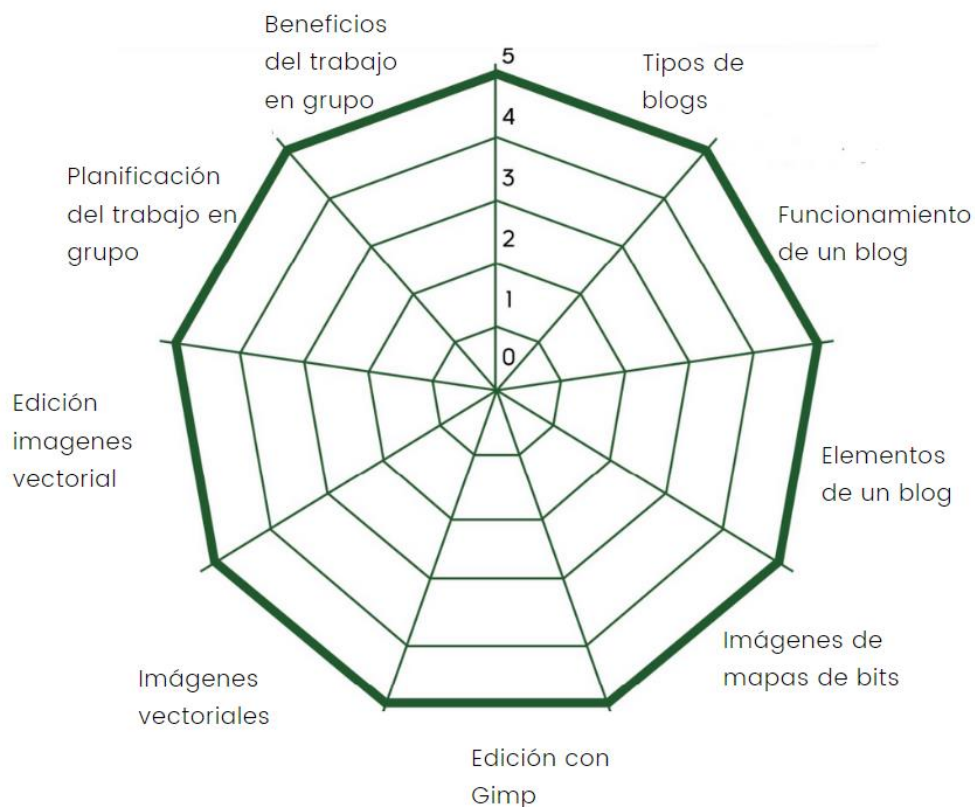 Beneficios
del trabajo
en grupo
5
4
3
2
1
0
Tipos de
blogs
Funcionamiento
de un blog
Elementos
de un blog
Imágenes de
mapas de bits
Edición con
Gimp
Imágenes
vectoriales
Edición
imagenes
vectorial
Planificación
del trabajo en
grupo